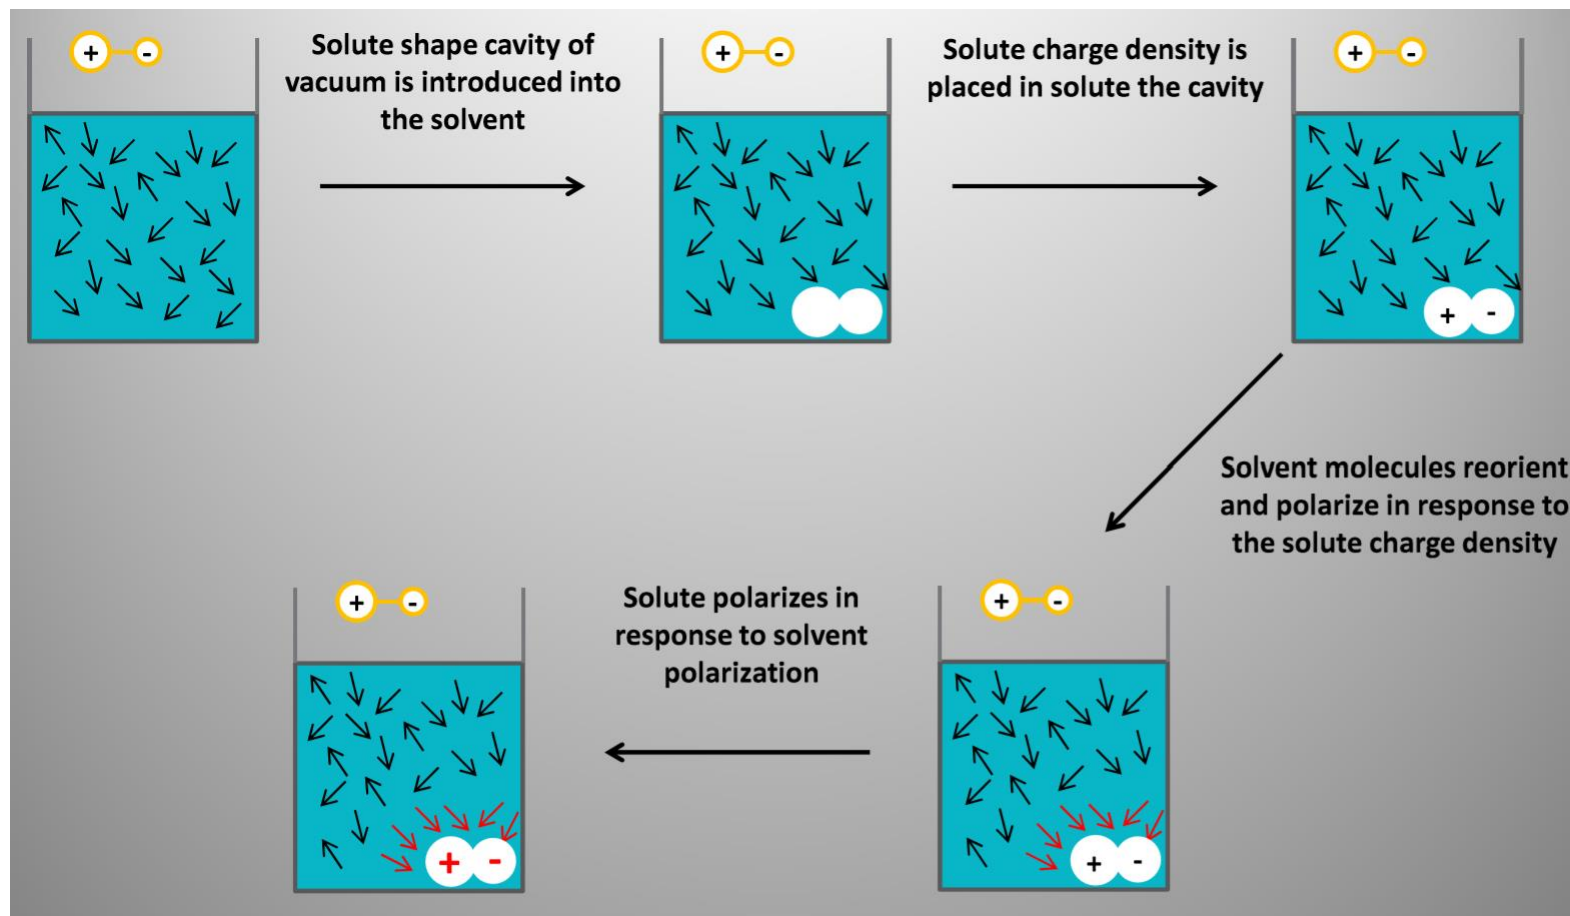 + -
Solute shape cavity of
vacuum is introduced into
the solvent
+ -
Solute charge density is
placed in solute the cavity
+ -
+ -
Solvent molecules reorient
and polarize in response to
the solute charge density
+ -
Solute polarizes in
response to solvent
polarization
+ -
+ -
+ -